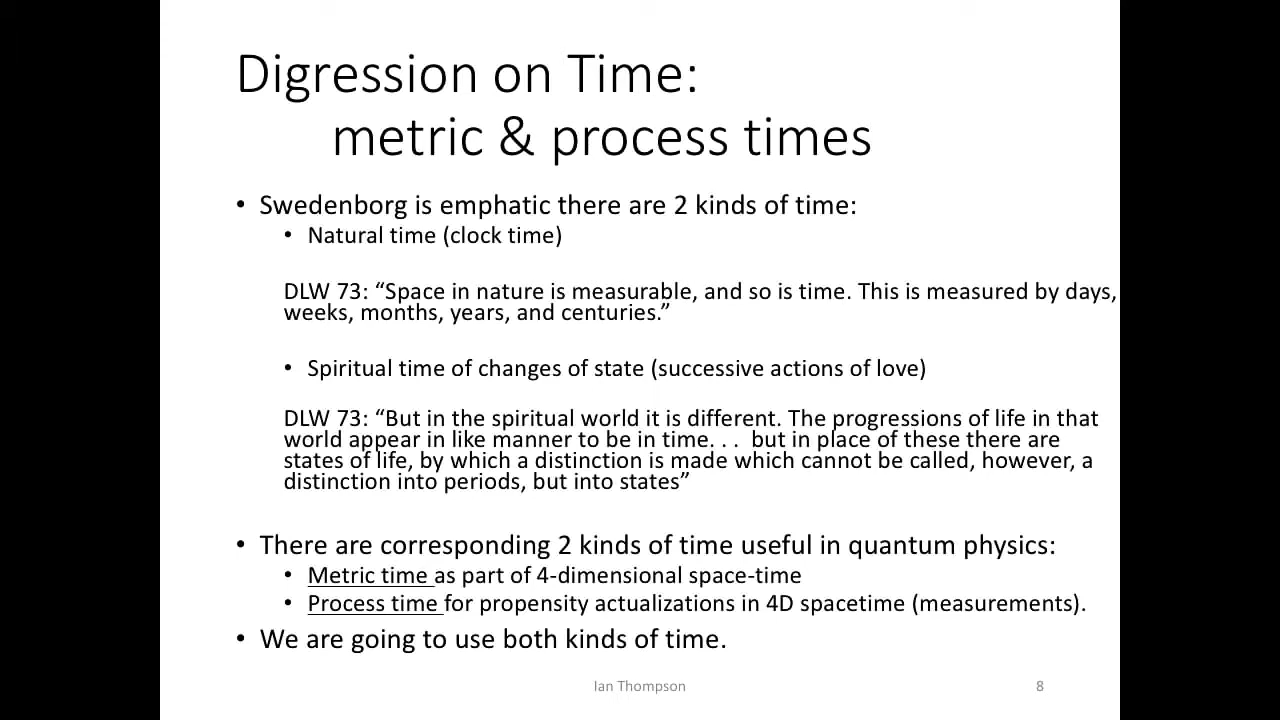 Digression on Time:
metric & process times
• Swedenborg is emphatic there are 2 kinds of time:
• Natural time (clock time)
DLW 73: “Space in nature is measurable, and so is time. This is measured by days,
weeks, months, years, and centuries.”
• Spiritual time of changes of state (successive actions of love)
DLW 73: “But in the spiritual world it is different. The progressions of life in that
world appear in like manner to be in time. . .  but in place of these there are
states of life, by which a distinction is made which cannot be called, however, a
distinction into periods, but into states”
• There are corresponding 2 kinds of time useful in quantum physics:
• Metric time as part of 4-dimensional space-time
• Process time for propensity actualizations in 4D spacetime (measurements).
• We are going to use both kinds of time.
Ian Thompson
8